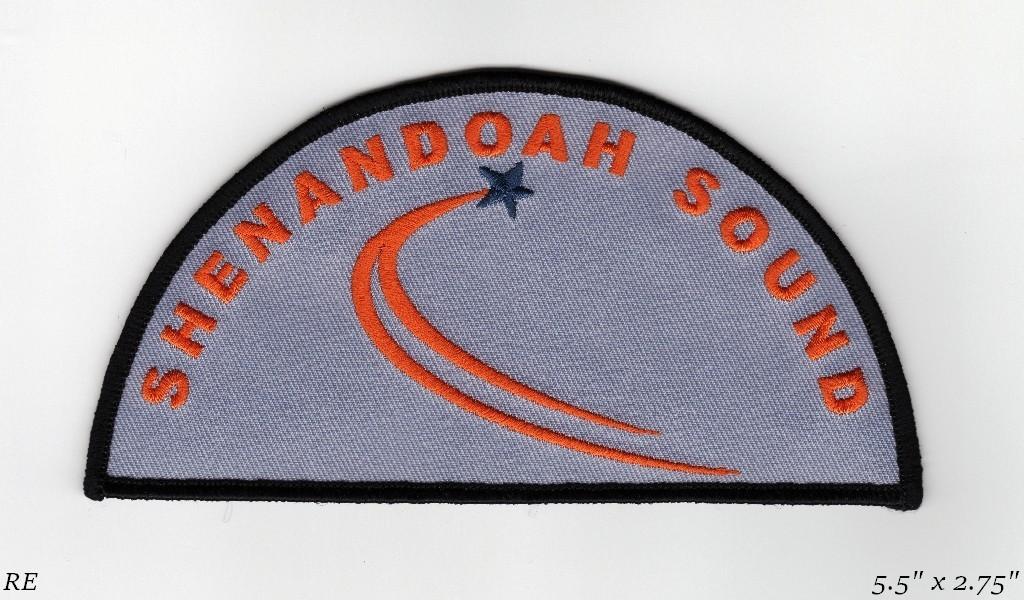 SHENANDOAH SOUND
RE
5.5" x 2.75"